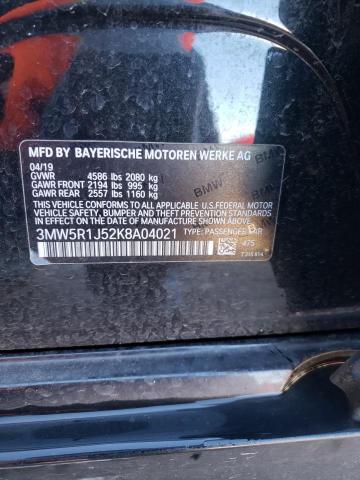 MFD BY BAYERISCHE MOTOREN WERKE AG
04/19
GVWR 4586 lbs 2080 kg
GAWR FRONT 2194 lbs 995 kg
GAWR REAR 2557 lbs 1160 kg
THIS VEHICLE CONFORMS TO ALL APPLICABLE U.S. FEDERAL MOTOR
VEHICLE SAFETY, BUMPER AND THEFT PREVENTION STANDARDS
IN EFFECT ON THE DATE OF MANUFACTURE SHOWN ABOVE
3MW5R1J52K8A04021 TYPE: PASSENGER CAR
475
BMW